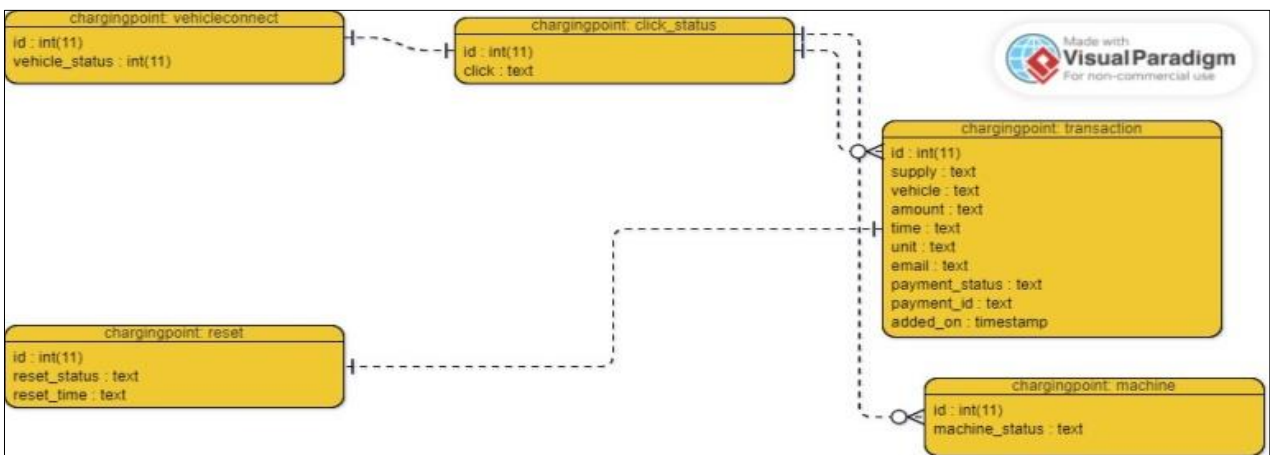 chargingpoint: vehicleconnect
id : int(11)
vehicle_status : int(11)
chargingpoint: click_status
id : int(11)
click : text
Made with
Visual Paradigm
For non-commercial use
chargingpoint: transaction
id : int(11)
supply : text
vehicle : text
amount : text
time : text
unit : text
email : text
payment_status : text
payment_id : text
added_on : timestamp
chargingpoint: reset
id : int(11)
reset_status : text
reset_time : text
chargingpoint: machine
id : int(11)
machine_status : text